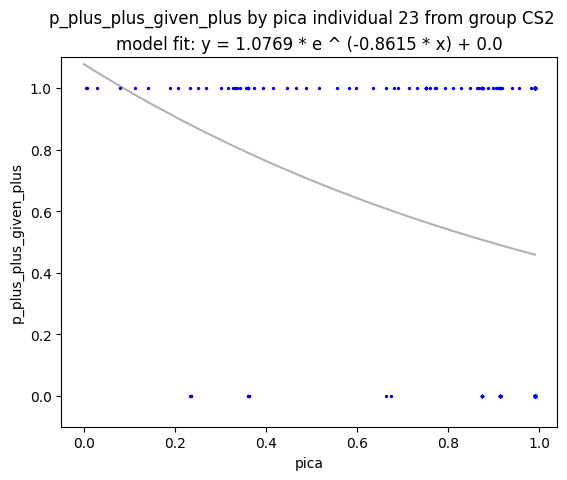 p_plus_plus_given_plus by pica individual 23 from group CS2
model fit: y = 1.0769 * e ^ (-0.8615 * x) + 0.0
1.0
0.8
0.6
0.4
0.2
0.0
p_plus_plus_given_plus
0.0 0.2 0.4 0.6 0.8 1.0
pica